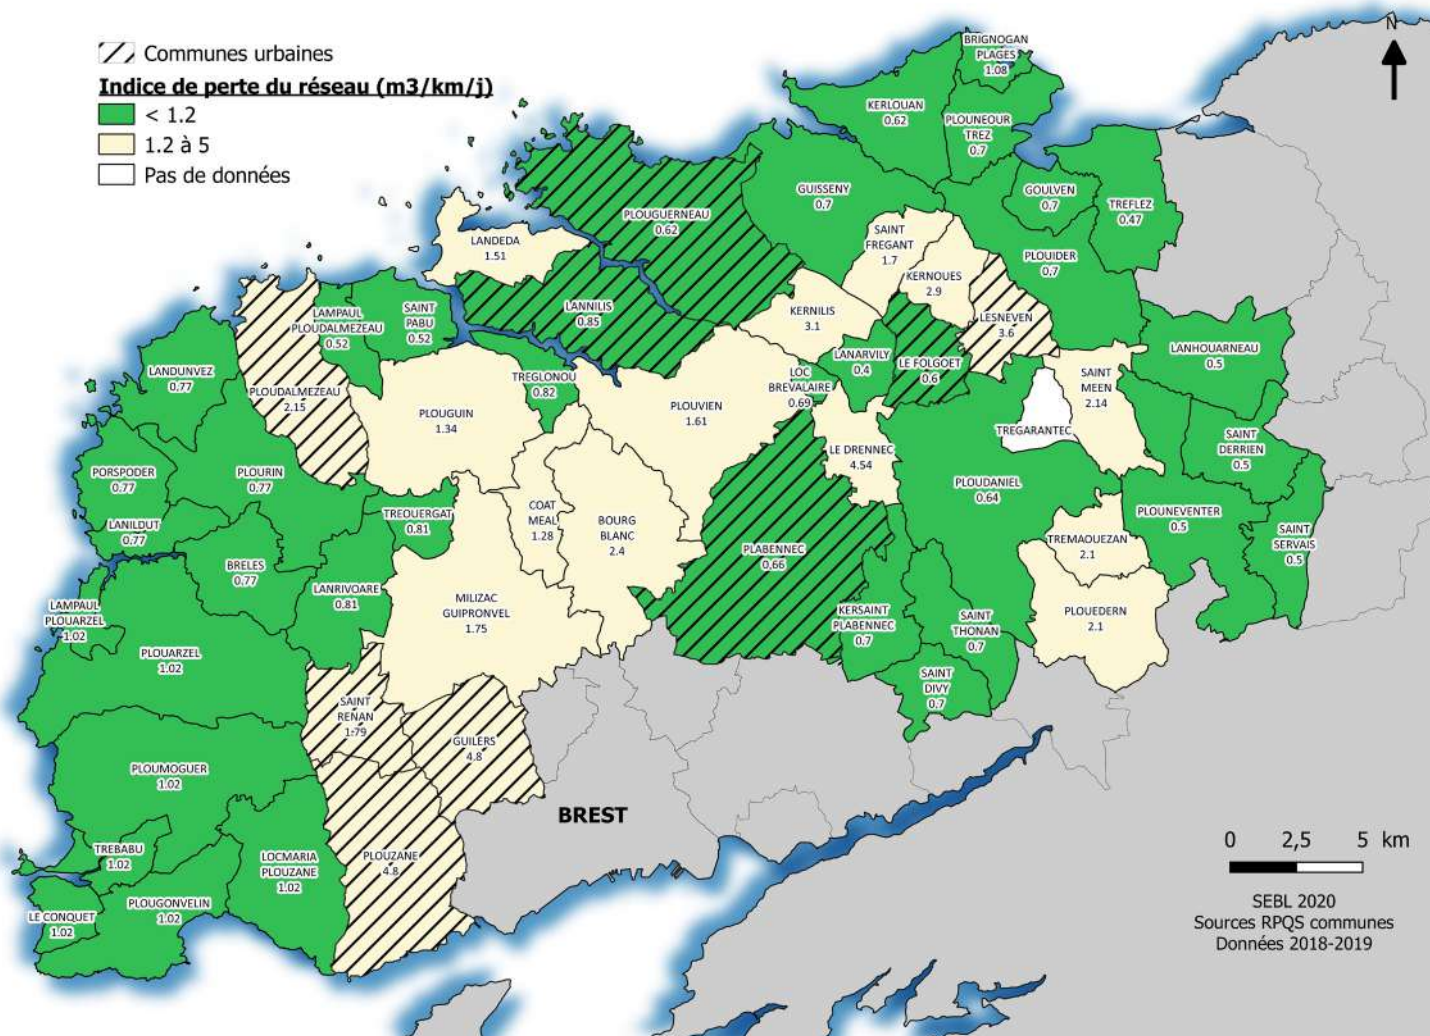 Communes urbaines
Indice de perte du réseau (m3/km/j)
< 1.2
1.2 à 5
Pas de données
N
BRIGNOGAN
PLAGES
1.08
KERLOUAN
0.62
PLOUNEOUR
TREZ
0.7
GUISSENY
0.7
GOULVEN
0.7
TREFLEZ
0.47
PLOUGUERNEAU
0.62
LANDEDA
1.51
SAINT
FREGANT
1.7
PLOUIDER
0.7
KERNOUES
2.9
LANNILIS
0.85
KERNILIS
3.1
LESNEVEN
3.6
LAMPAUL
PLOUDALMEZEAU
0.52
SAINT
PABU
0.52
LANARVILY
0.4
LE FOLGOET
0.6
LANHOUARNEAU
0.5
LANDUNVEZ
0.77
PLOUDALMEZEAU
2.15
TREGLONOU
0.82
LOC
BREVALAIRE
0.69
SAINT
MEEN
2.14
PLOUGUIN
1.34
PLOUVIEN
1.61
TREGARANTEC
SAINT
DERRIEN
0.5
LE DRENNEC
4.54
PORSPODER
0.77
PLOURIN
0.77
PLOUDANIEL
0.64
TREOUERGAT
0.81
COAT
MEAL
1.28
BOURG
BLANC
2.4
PLOUNEVENTER
0.5
LANILDUT
0.77
TREMAOUEZAN
2.1
SAINT
SERVAIS
0.5
PLABENNEC
0.66
BRELES
0.77
LANRIVOARE
0.81
MILIZAC
GUIPRONVEL
1.75
LAMPAUL
PLOUARZEL
1.02
KERSAINT
PLABENNEC
0.7
SAINT
THONAN
0.7
PLOUEDERN
2.1
PLOUARZEL
1.02
SAINT
DIVY
0.7
SAINT
RENAN
1.79
GUILERS
4.8
PLOUMOGUER
1.02
BREST
TREBABU
1.02
LOCMARIA
PLOUZANE
1.02
PLOUZANE
4.8
PLOUGONVELIN
1.02
LE CONQUET
1.02
0 2,5 5 km
SEBL 2020
Sources RPQS communes
Données 2018-2019